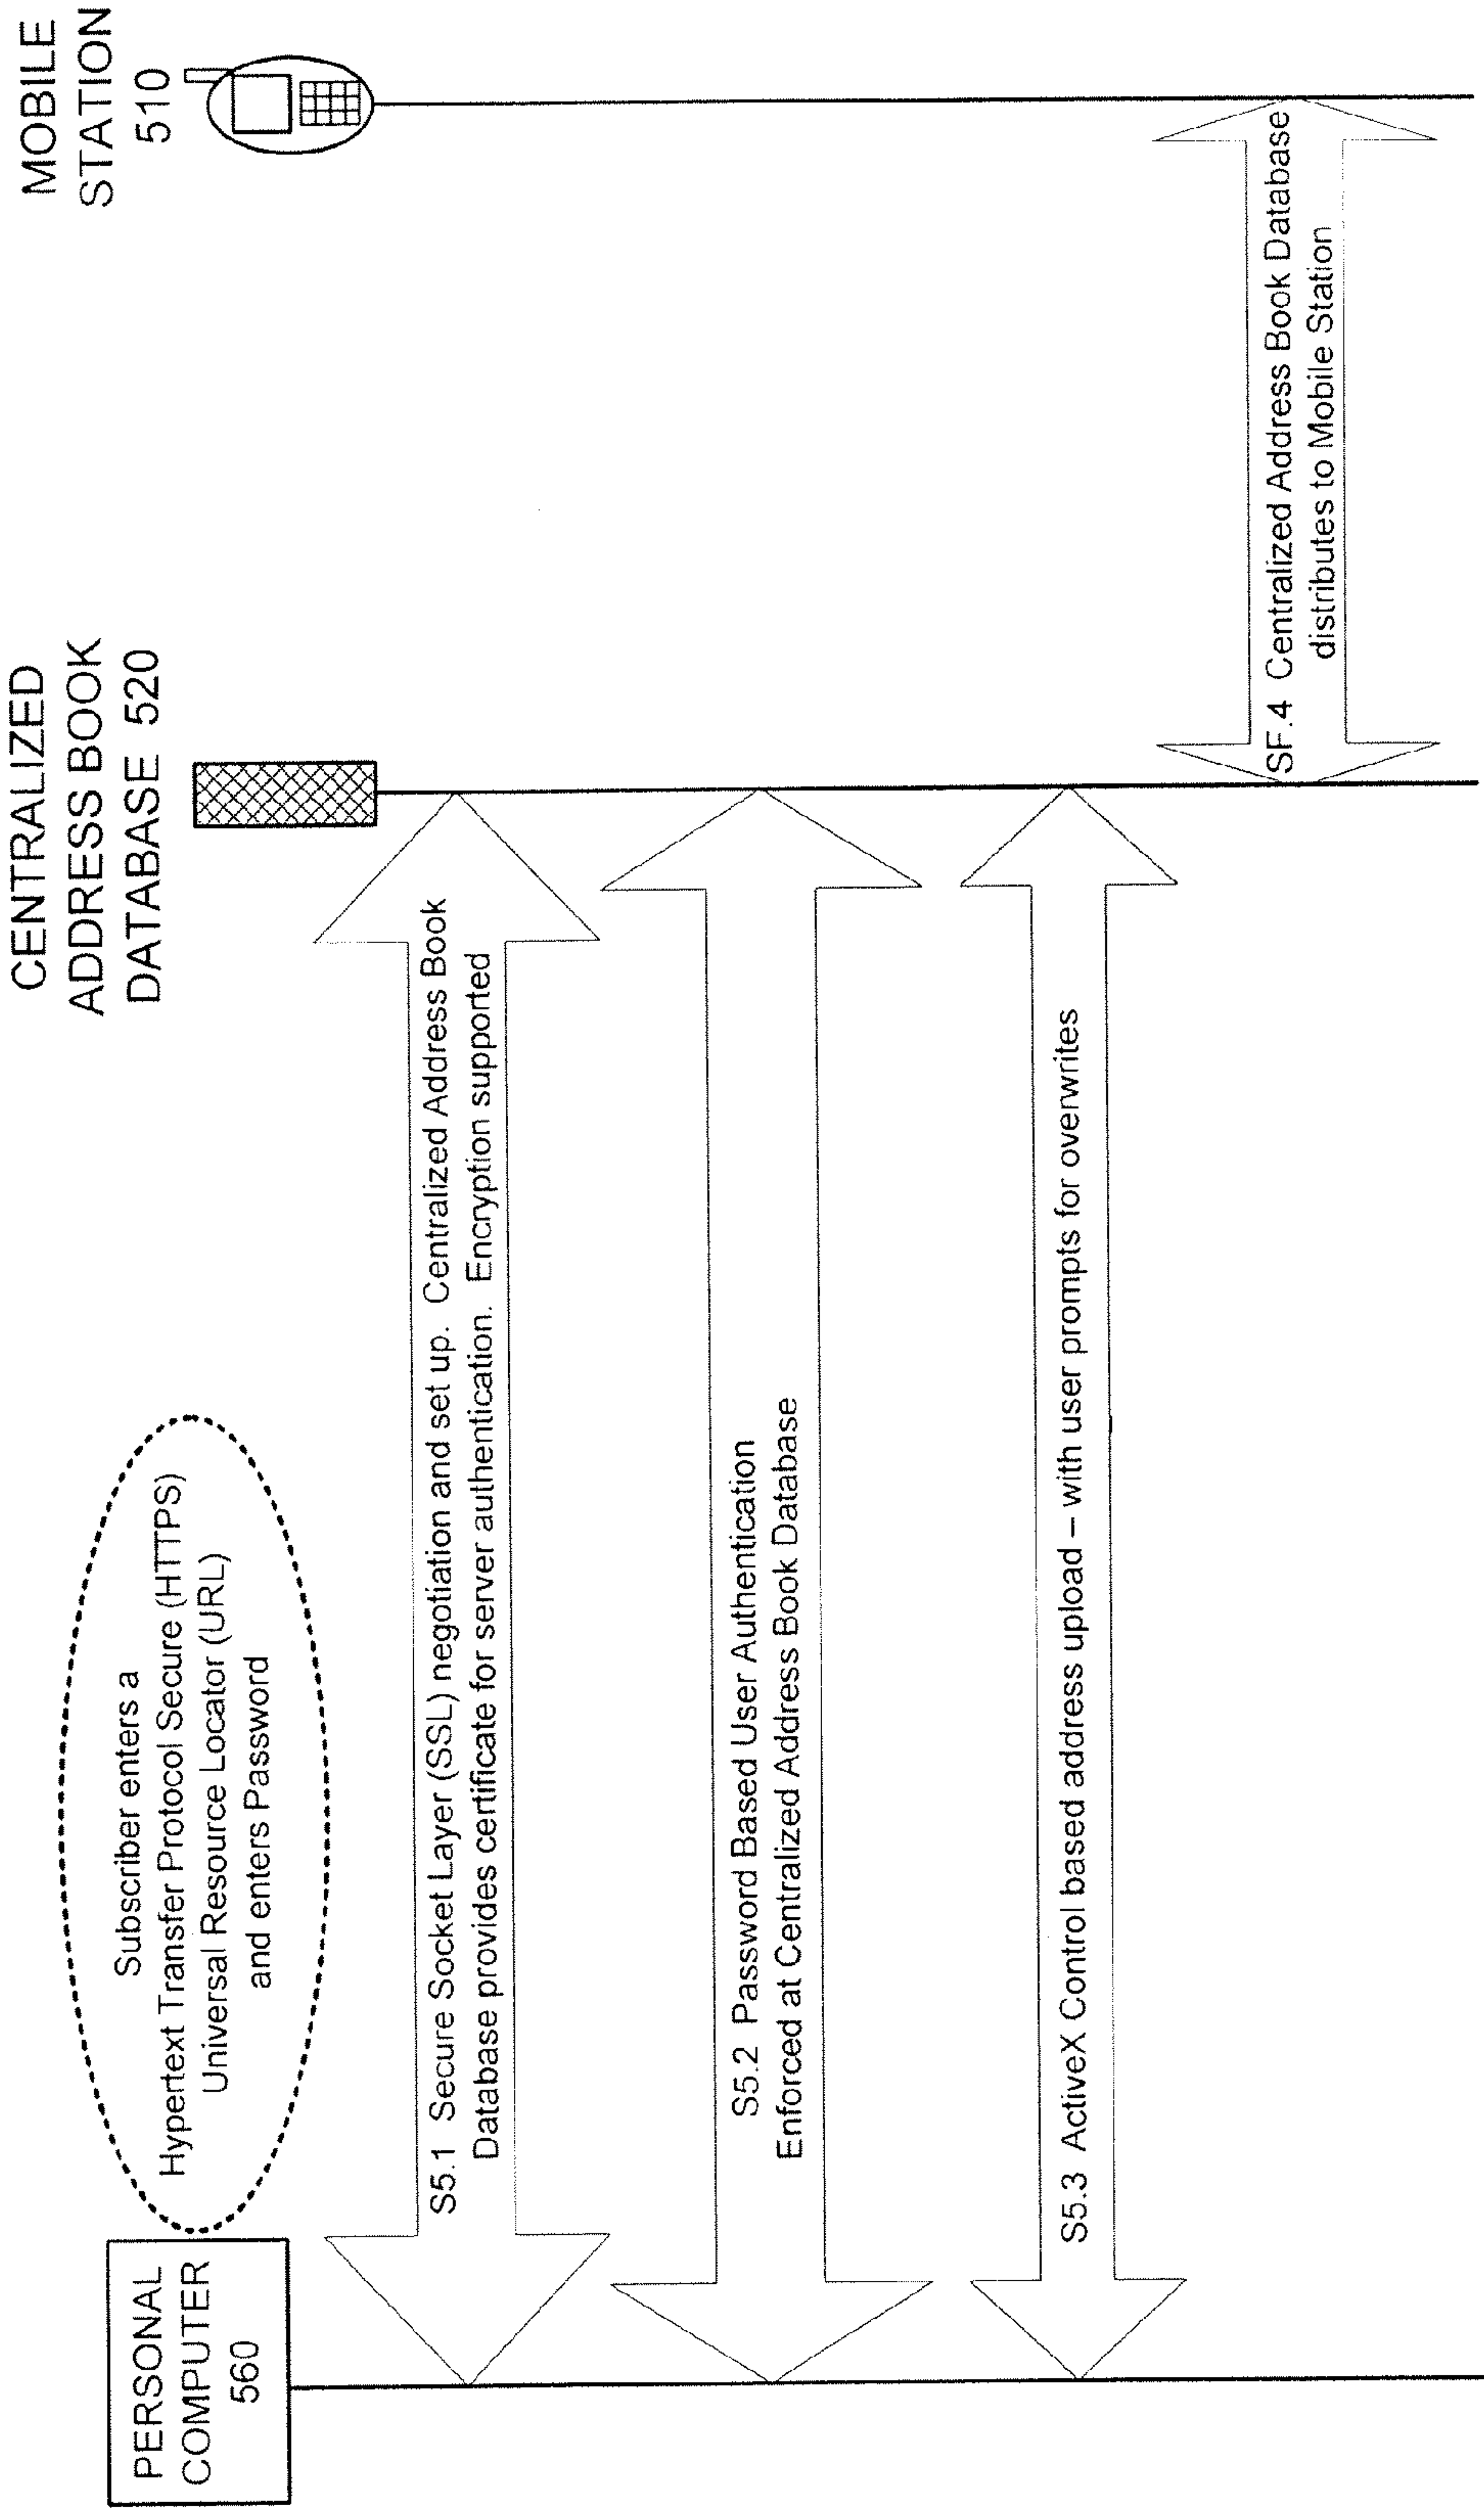 PERSONAL
COMPUTER
560
Subscriber enters a
Hypertext Transfer Protocol Secure (HTTPS)
Universal Resource Locator (URL)
and enters Password
CENTRALIZED
ADDRESS BOOK
DATABASE 520
MOBILE
STATION
510
S5.1 Secure Socket Layer (SSL) negotiation and set up. Centralized Address Book
Database provides certificate for server authentication. Encryption supported
S5.2 Password Based User Authentication
Enforced at Centralized Address Book Database
S5.3 ActiveX Control based address upload – with user prompts for overwrites
SF.4 Centralized Address Book Database
distributes to Mobile Station